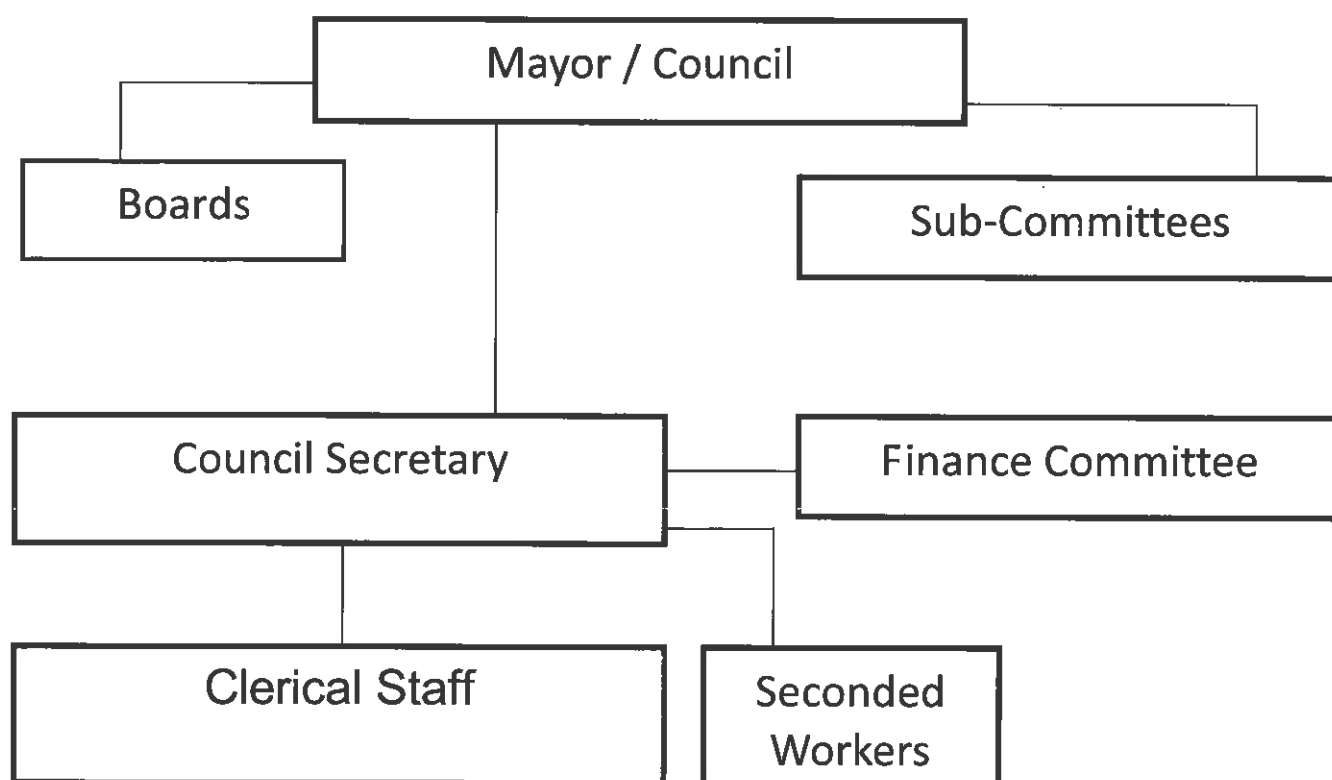 Mayor / Council
Boards
Sub-Committees
Council Secretary
Finance Committee
Clerical Staff
Seconded
Workers